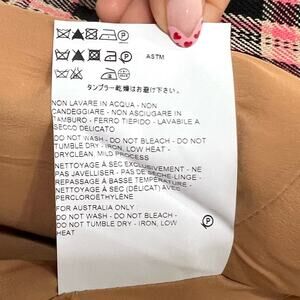 ASTM
タンブラー乾燥はお避け下さい。
NON LAVARE IN ACQUA - NON
CANDEGGIARE - NON ASCIUGARE IN
TAMBURO - FERRO TIEPIDO - LAVABILE A
SECCO DELICATO
DO NOT WASH - DO NOT BLEACH - DO NOT
TUMBLE DRY - IRON, LOW HEAT -
DRYCLEAN, MILD PROCESS
NETTOYAGE À SEC EXCLUSIVEMENT - NE
PAS JAVELLISER - PAS DE SÈCHE-LINGE -
REPASSAGE À BASSE TEMPÉRATURE -
NETTOYAGE À SEC (DÉLICAT) AVEC
PERCLOROETHYLÈNE
FOR AUSTRALIA ONLY :
DO NOT WASH - DO NOT BLEACH -
DO NOT TUMBLE DRY - IRON, LOW
HEAT
P